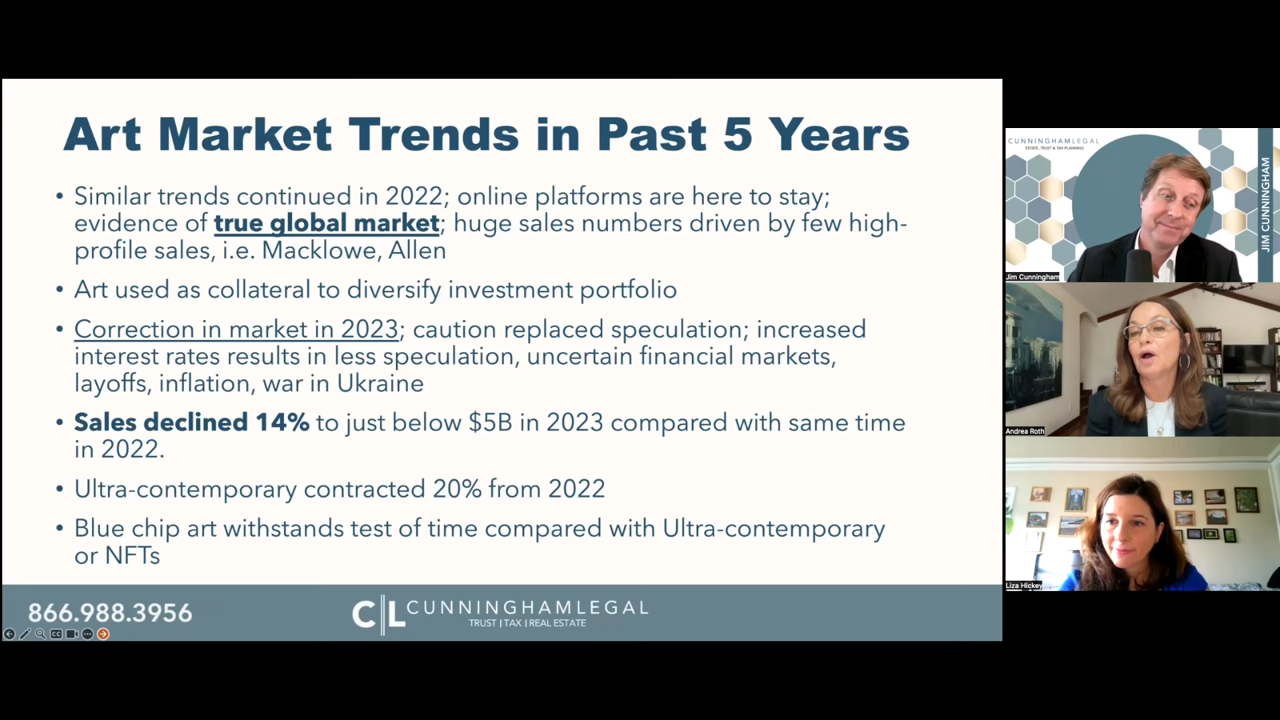 Art Market Trends in Past 5 Years
• Similar trends continued in 2022; online platforms are here to stay;
evidence of true global market; huge sales numbers driven by few high-
profile sales, i.e. Macklowe, Allen
• Art used as collateral to diversify investment portfolio
• Correction in market in 2023; caution replaced speculation; increased
interest rates results in less speculation, uncertain financial markets,
layoffs, inflation, war in Ukraine
• Sales declined 14% to just below $5B in 2023 compared with same time
in 2022.
• Ultra-contemporary contracted 20% from 2022
• Blue chip art withstands test of time compared with Ultra-contemporary
or NFTs
866.988.3956
CL CUNNINGHAMLEGAL
TRUST | TAX | REAL ESTATE
CUNNINGHAMLEGAL
ESTATE, TRUST & TAX PLANNING
JIM CUNNINGHAM
Jim Cunningham
Andrea Roth
Liza Hickey